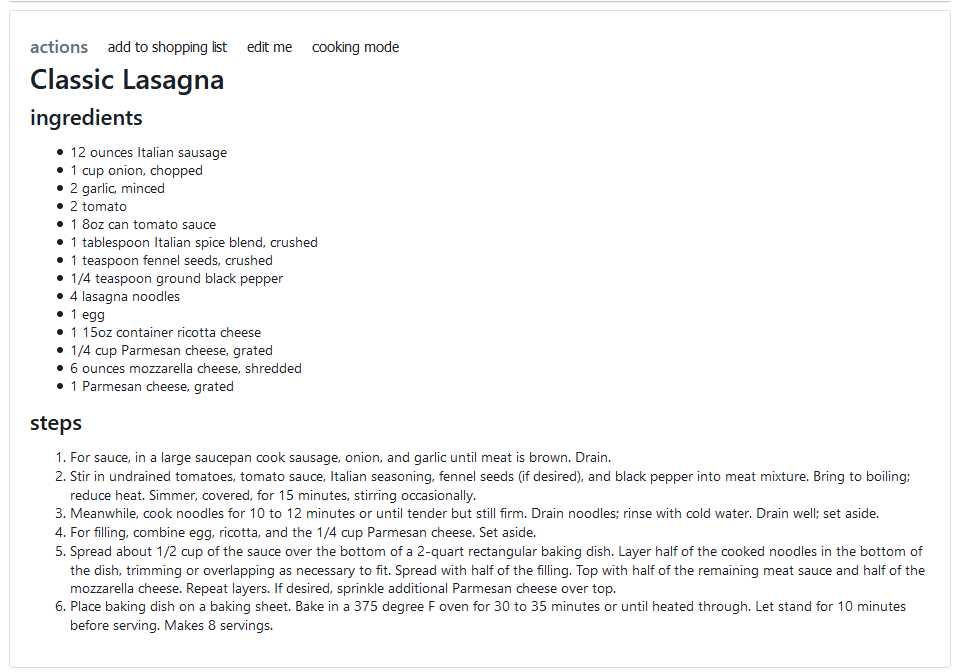 actions add to shopping list edit me cooking mode
Classic Lasagna
ingredients
• 12 ounces Italian sausage
• 1 cup onion, chopped
• 2 garlic, minced
• 2 tomato
• 1 8oz can tomato sauce
• 1 tablespoon Italian spice blend, crushed
• 1 teaspoon fennel seeds, crushed
• 1/4 teaspoon ground black pepper
• 4 lasagna noodles
• 1 egg
• 1 15oz container ricotta cheese
• 1/4 cup Parmesan cheese, grated
• 6 ounces mozzarella cheese, shredded
• 1 Parmesan cheese, grated
steps
1. For sauce, in a large saucepan cook sausage, onion, and garlic until meat is brown. Drain.
2. Stir in undrained tomatoes, tomato sauce, Italian seasoning, fennel seeds (if desired), and black pepper into meat mixture. Bring to boiling;
reduce heat. Simmer, covered, for 15 minutes, stirring occasionally.
3. Meanwhile, cook noodles for 10 to 12 minutes or until tender but still firm. Drain noodles; rinse with cold water. Drain well; set aside.
4. For filling, combine egg, ricotta, and the 1/4 cup Parmesan cheese. Set aside.
5. Spread about 1/2 cup of the sauce over the bottom of a 2-quart rectangular baking dish. Layer half of the cooked noodles in the bottom of
the dish, trimming or overlapping as necessary to fit. Spread with half of the filling. Top with half of the remaining meat sauce and half of the
mozzarella cheese. Repeat layers. If desired, sprinkle additional Parmesan cheese over top.
6. Place baking dish on a baking sheet. Bake in a 375 degree F oven for 30 to 35 minutes or until heated through. Let stand for 10 minutes
before serving. Makes 8 servings.